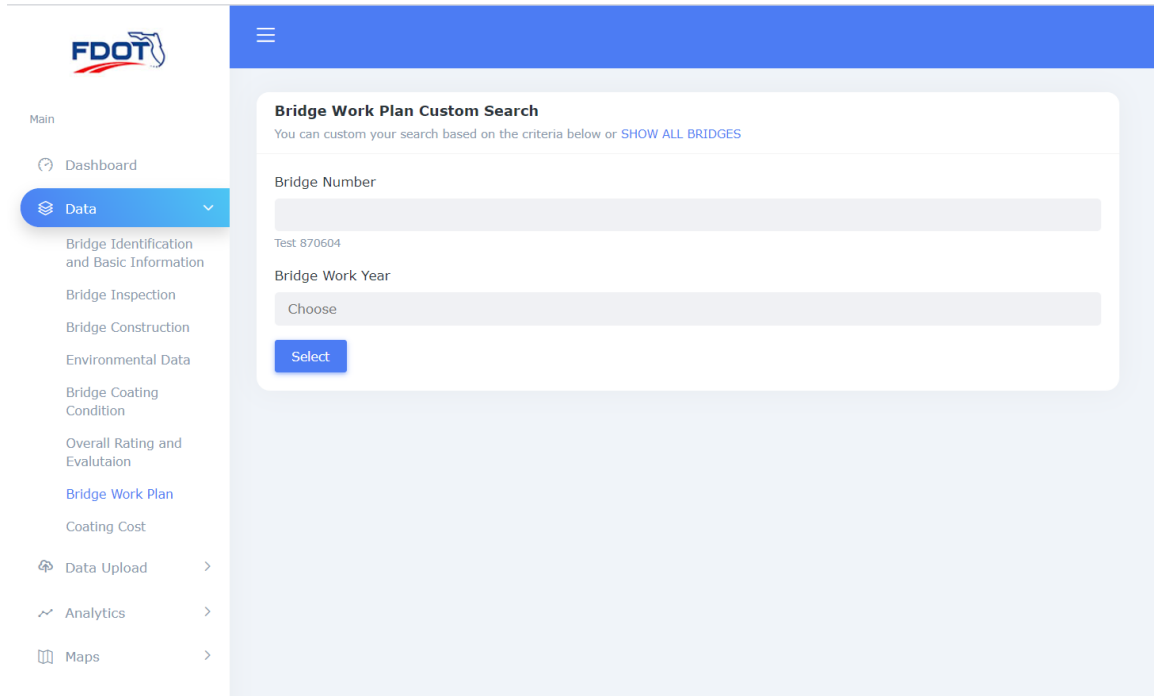 FDOT
Main
Dashboard
Data
Bridge Identification
and Basic Information
Bridge Inspection
Bridge Construction
Environmental Data
Bridge Coating
Condition
Overall Rating and
Evalutaion
Bridge Work Plan
Coating Cost
Data Upload
Analytics
Maps
Bridge Work Plan Custom Search
You can custom your search based on the criteria below or SHOW ALL BRIDGES
Bridge Number
Test 870604
Bridge Work Year
Choose
Select